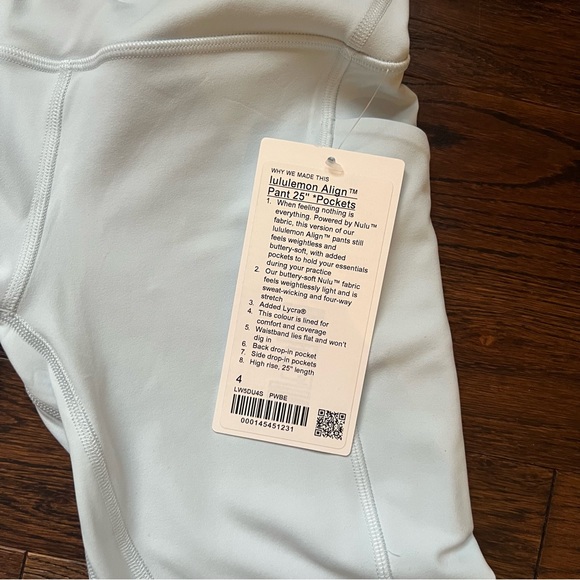 WHY WE MADE THIS
lululemon Align™
Pant 25" *Pockets
1. When feeling nothing is
everything. Powered by Nulu™
fabric, this version of our
lululemon Align™ pants still
feels weightless and
buttery-soft, with added
pockets to hold your essentials
during your practice
2. Our buttery-soft Nulu™ fabric
feels weightlessly light and is
sweat-wicking and four-way
stretch
3. Added Lycra®
4. This colour is lined for
comfort and coverage
5. Waistband lies flat and won't
dig in
6. Back drop-in pocket
7. Side drop-in pockets
8. High rise, 25" length
4
LW5DU4S PWBE
000145451231